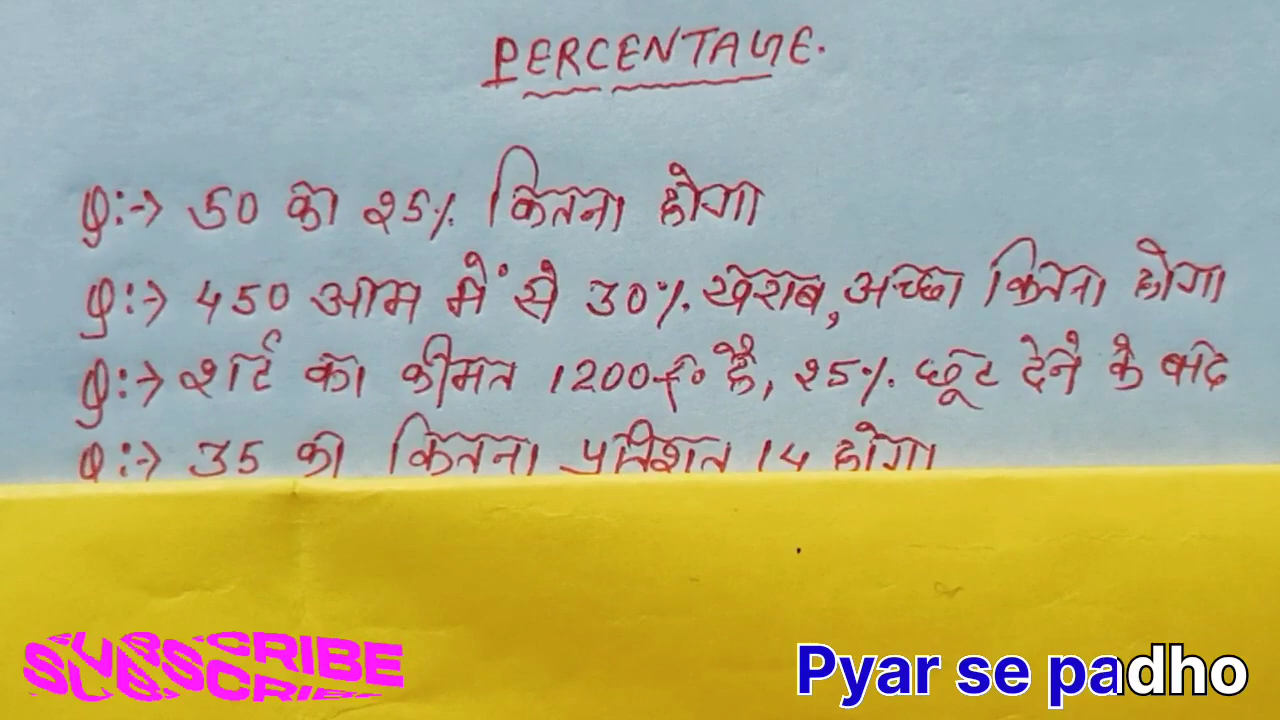 PERCENTAGE.
Q:→ 50 का 25% कितना होगा
Q:→ 450 आम में से 30% खराब, अच्छा कितना होगा
Q:→ शर्ट का कीमत 1200रु० है, 25% छूट देने के बाद
Q:→ 35 का कितना प्रतिशत 14 होगा
SUBSCRIBE
SUBSCRIBE
Pyar se padho